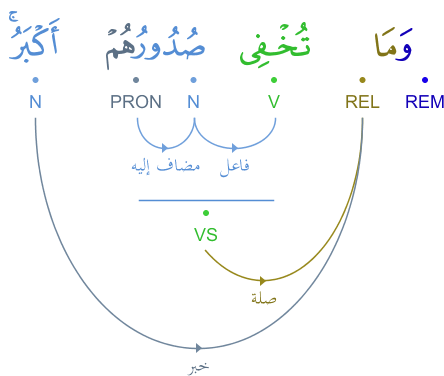 وَمَا تُخْفِى صُدُورُهُمْ أَكْبَرُ ۚ
REM REL V N PRON N
فاعل مضاف إليه
VS
صلة
خبر